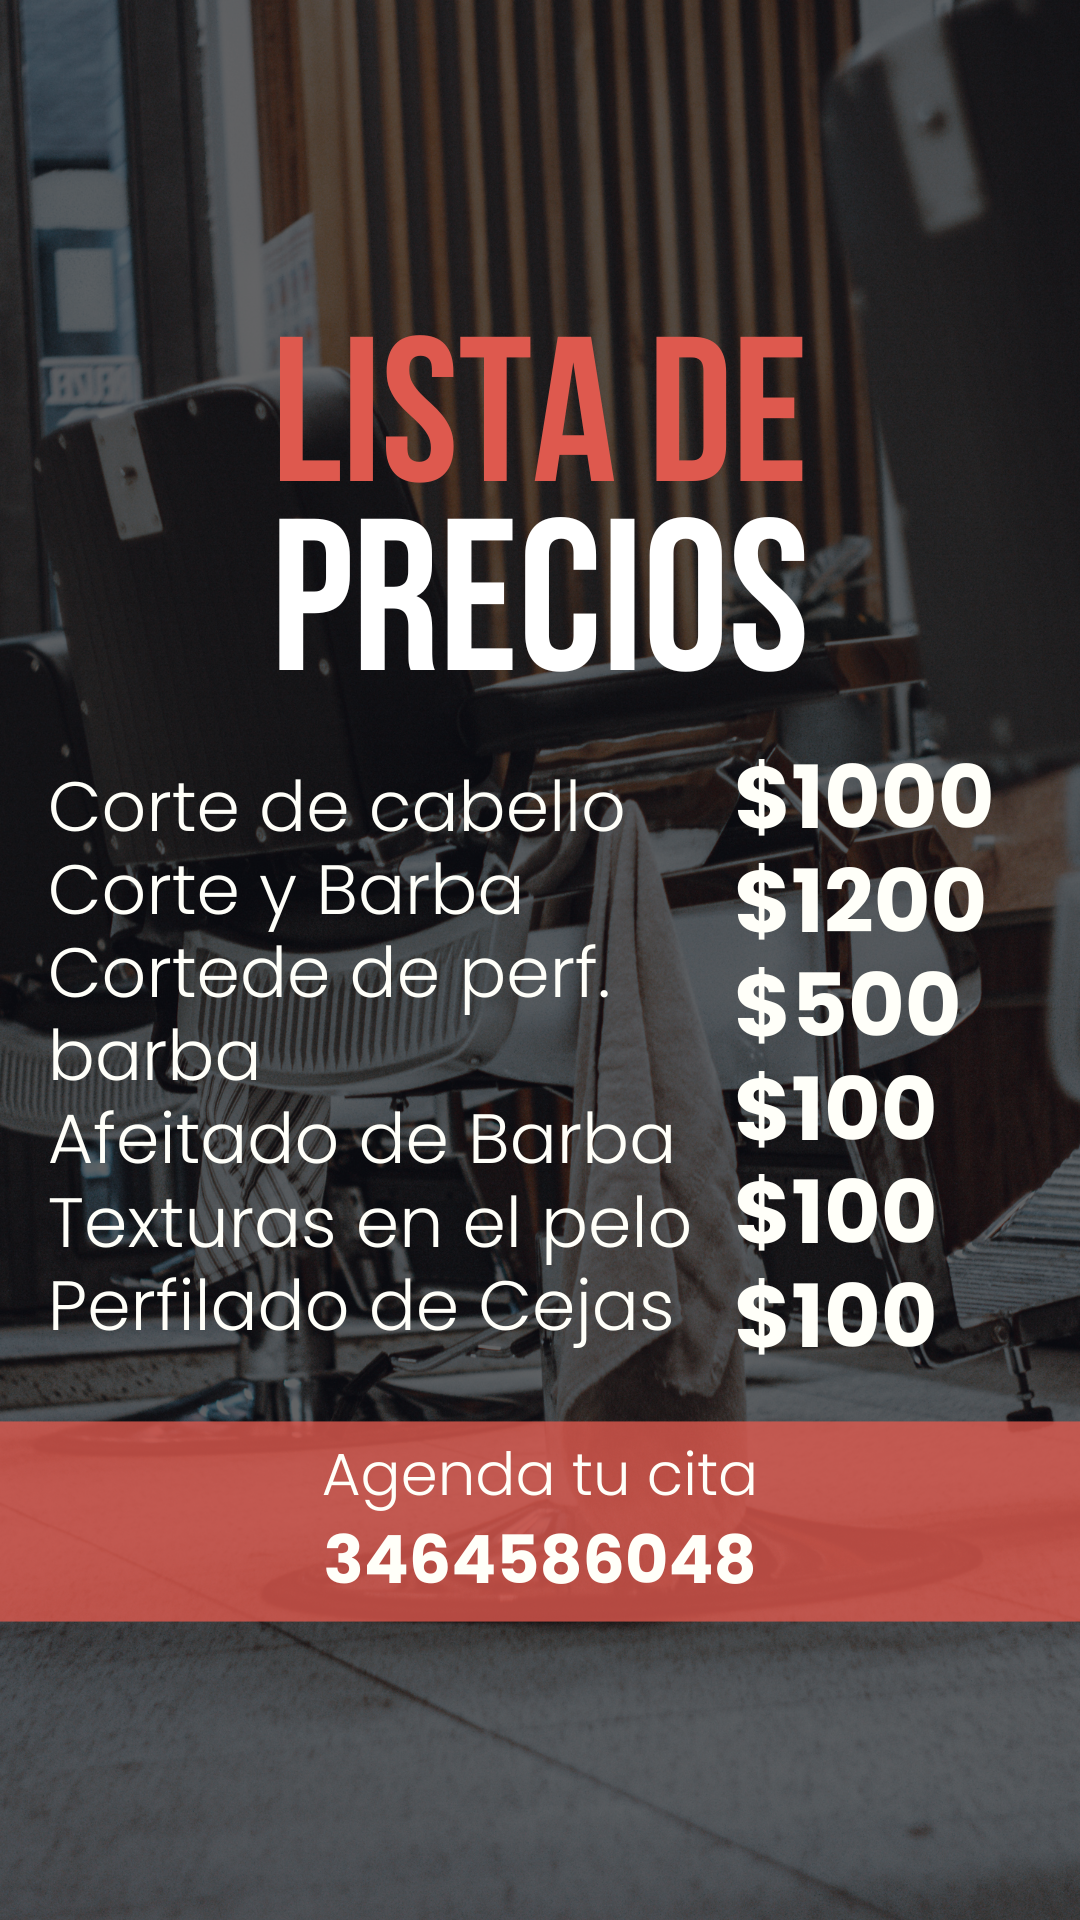 LISTA DE
PRECIOS
Corte de cabello
Corte y Barba
Cortede de perf.
barba
Afeitado de Barba
Texturas en el pelo
Perfilado de Cejas
$1000
$1200
$500
$100
$100
$100
Agenda tu cita
3464586048